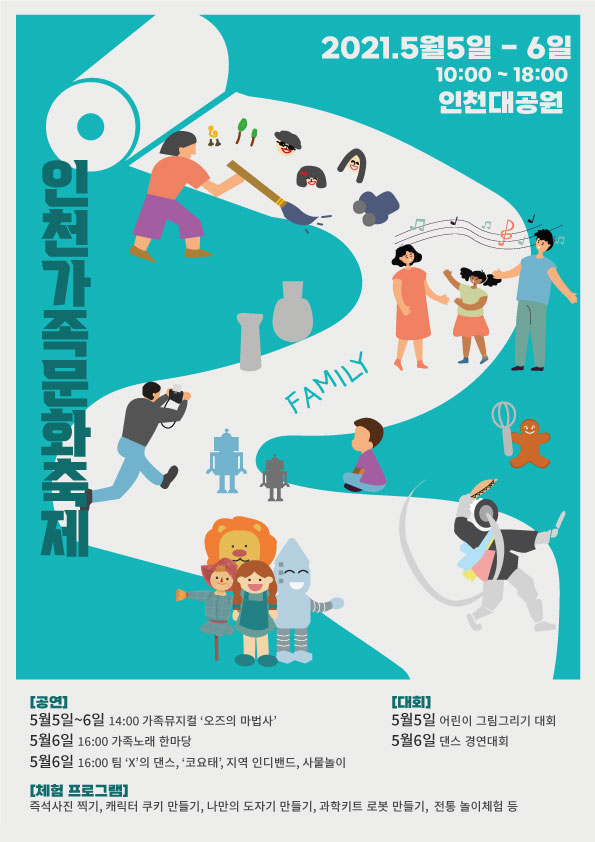 2021.5월5일 - 6일
10:00 ~ 18:00
인천대공원
인천가족문화축제
FAMILY
[공연]
5월5일~6일 14:00 가족뮤지컬 ‘오즈의 마법사’
5월6일 16:00 가족노래 한마당
5월6일 16:00 팀 ‘X’의 댄스, ‘코요태’, 지역 인디밴드, 사물놀이
[대회]
5월5일 어린이 그림그리기 대회
5월6일 댄스 경연대회
[체험 프로그램]
즉석사진 찍기, 캐릭터 쿠키 만들기, 나만의 도자기 만들기, 과학키트 로봇 만들기, 전통 놀이체험 등